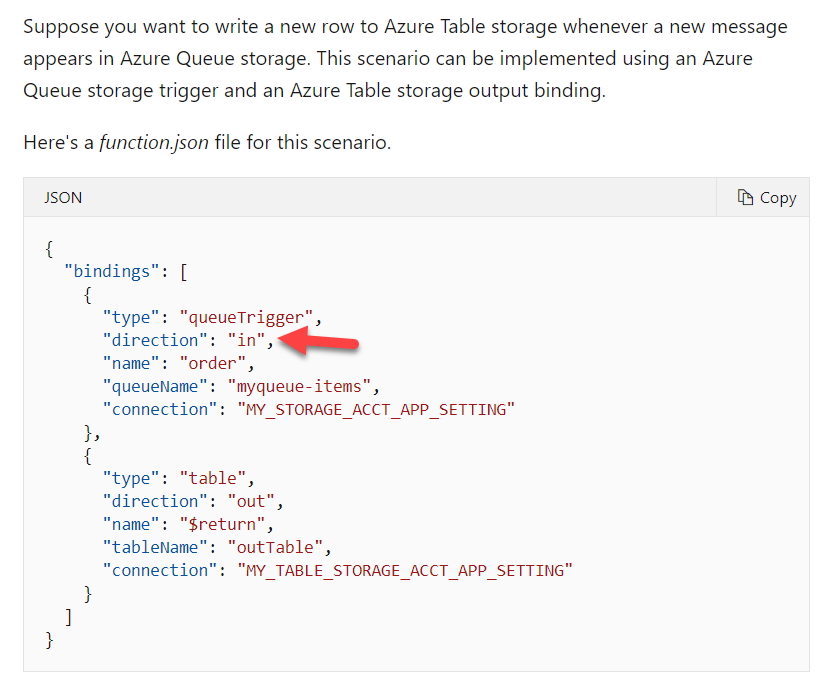 Suppose you want to write a new row to Azure Table storage whenever a new message
appears in Azure Queue storage. This scenario can be implemented using an Azure
Queue storage trigger and an Azure Table storage output binding.
Here's a function.json file for this scenario.
JSON
Copy
{
  "bindings": [
    {
      "type": "queueTrigger",
      "direction": "in",
      "name": "order",
      "queueName": "myqueue-items",
      "connection": "MY_STORAGE_ACCT_APP_SETTING"
    },
    {
      "type": "table",
      "direction": "out",
      "name": "$return",
      "tableName": "outTable",
      "connection": "MY_TABLE_STORAGE_ACCT_APP_SETTING"
    }
  ]
}